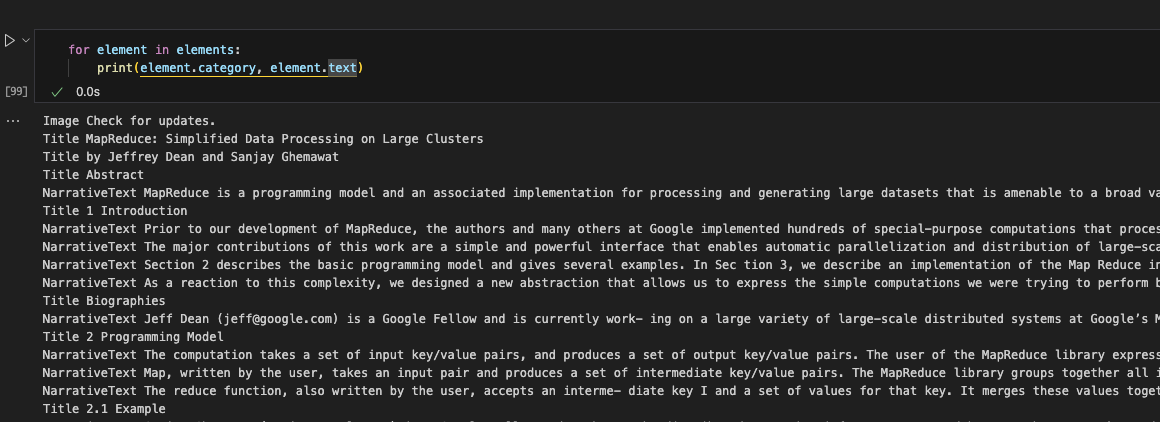 for element in elements:
print(element.category, element.text)
[99]
0.0s
...
Image Check for updates.
Title MapReduce: Simplified Data Processing on Large Clusters
Title by Jeffrey Dean and Sanjay Ghemawat
Title Abstract
NarrativeText MapReduce is a programming model and an associated implementation for processing and generating large datasets that is amenable to a broad va
Title 1 Introduction
NarrativeText Prior to our development of MapReduce, the authors and many others at Google implemented hundreds of special-purpose computations that proces
NarrativeText The major contributions of this work are a simple and powerful interface that enables automatic parallelization and distribution of large-sca
NarrativeText Section 2 describes the basic programming model and gives several examples. In Sec tion 3, we describe an implementation of the Map Reduce in
NarrativeText As a reaction to this complexity, we designed a new abstraction that allows us to express the simple computations we were trying to perform b
Title Biographies
NarrativeText Jeff Dean (jeff@google.com) is a Google Fellow and is currently work- ing on a large variety of large-scale distributed systems at Google’s M
Title 2 Programming Model
NarrativeText The computation takes a set of input key/value pairs, and produces a set of output key/value pairs. The user of the MapReduce library express
NarrativeText Map, written by the user, takes an input pair and produces a set of intermediate key/value pairs. The MapReduce library groups together all i
NarrativeText The reduce function, also written by the user, accepts an interme- diate key I and a set of values for that key. It merges these values toget
Title 2.1 Example